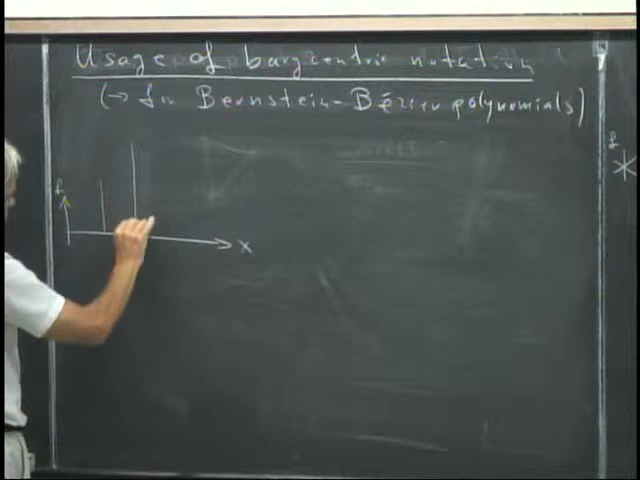 Usage of barycentric notation
(→ for Bernstein-Bézier polynomials)
f
x
f